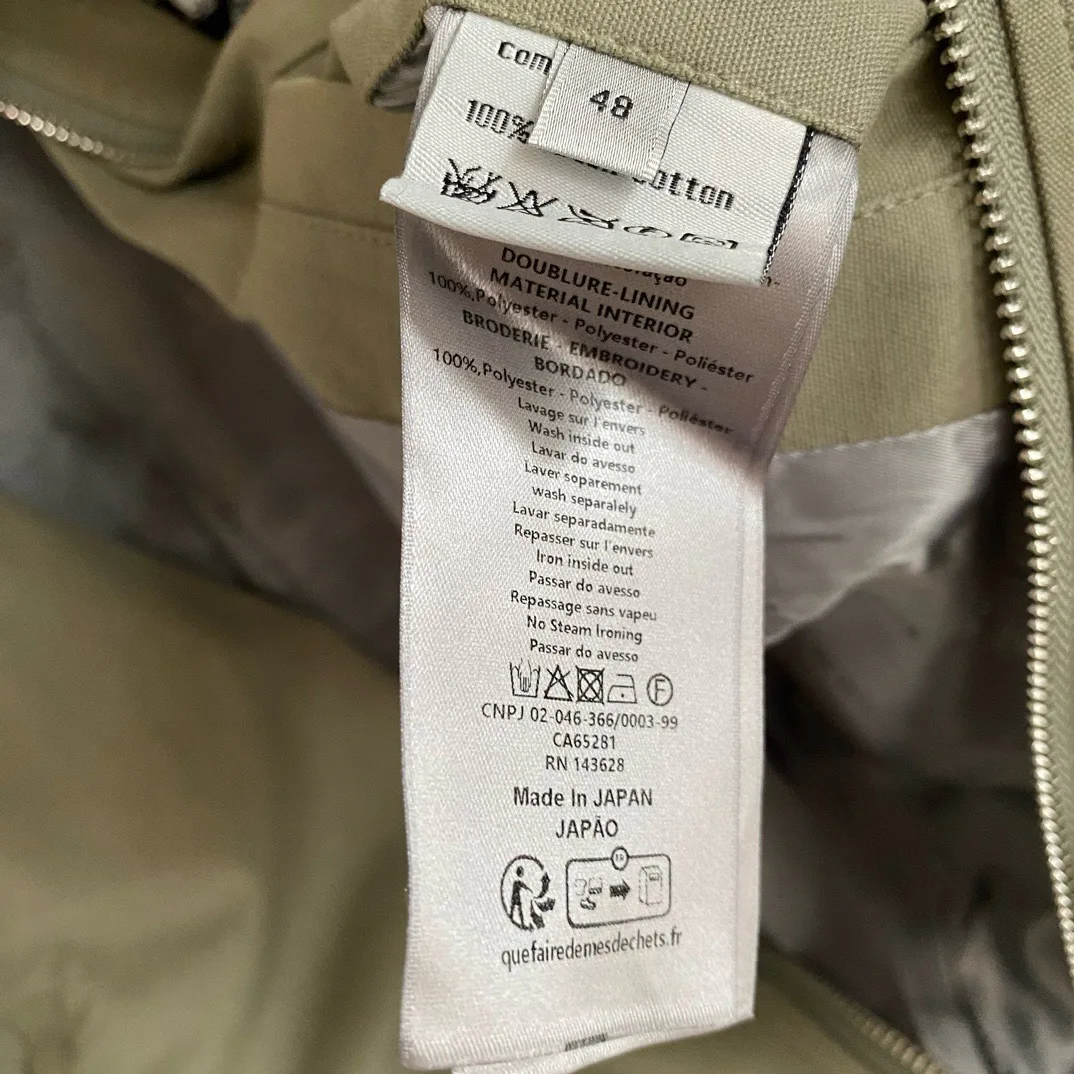 48
100%
cotton
DOUBLURE-LINING
MATERIAL INTERIOR
100%,Polyester - Polyester - Poliéster
BRODERIE - EMBROIDERY -
BORDADO
100%,Polyester - Polyester - Poliéster
Lavage sur l'envers
Wash inside out
Lavar do avesso
Laver soparement
wash separalely
Lavar separadamente
Repasser sur l'envers
Iron inside out
Passar do avesso
Repassage sans vapeu
No Steam Ironing
Passar do avesso
F
CNPJ 02-046-366/0003-99
CA65281
RN 143628
Made In JAPAN
JAPÃO
quefairedemesdechets.fr